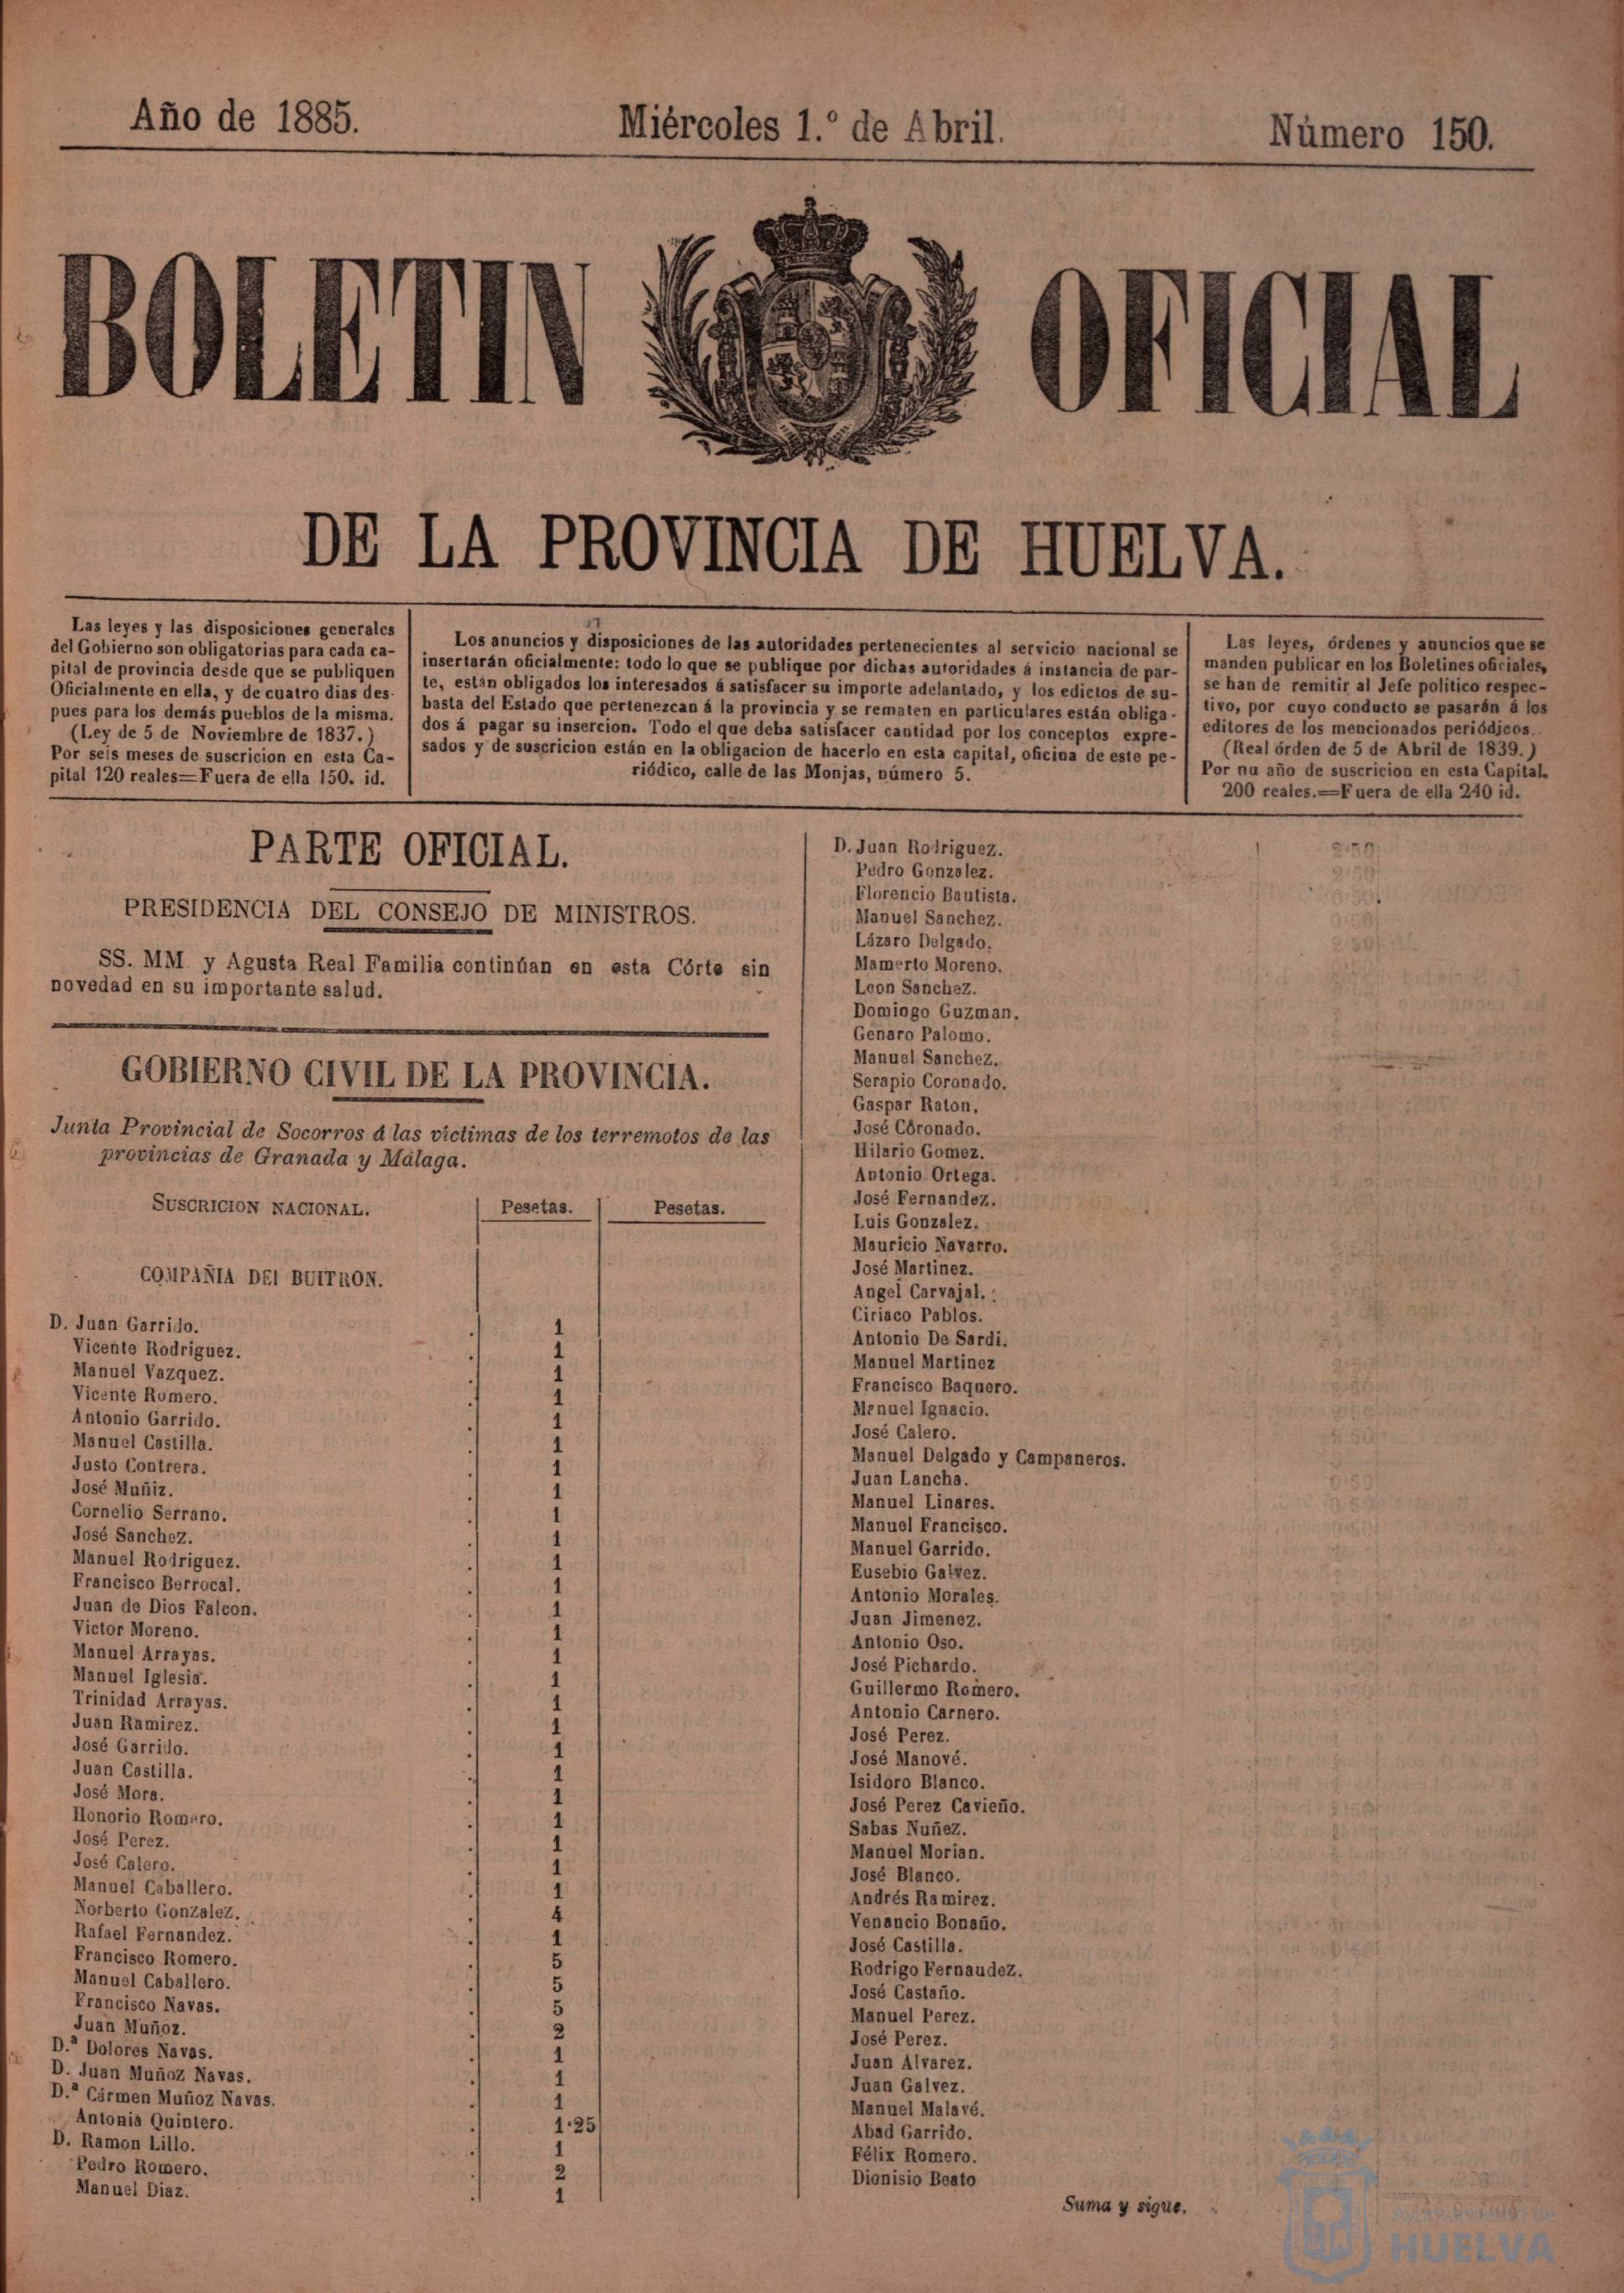 Año de 1885.
Miércoles 1.º de Abril.
Número 150.
BOLETIN OFICIAL
DE LA PROVINCIA DE HUELVA.
Las leyes y las disposiciones generales
del Gobierno son obligatorias para cada ca-
pital de provincia desde que se publiquen
Oficialmente en ella, y de cuatro dias des-
pues para los demás pueblos de la misma.
(Ley de 5 de Noviembre de 1837.)
Por seis meses de suscricion en esta Ca-
pital 120 reales=Fuera de ella 150. id.
Los anuncios y disposiciones de las autoridades pertenecientes al servicio nacional se
insertarán oficialmente: todo lo que se publique por dichas autoridades á instancia de par-
te, están obligados los interesados á satisfacer su importe adelantado, y los edictos de su-
basta del Estado que pertenezcan á la provincia y se rematen en particulares están obliga-
dos á pagar su insercion. Todo el que deba satisfacer cantidad por los conceptos expre-
sados y de suscricion están en la obligacion de hacerlo en esta capital, oficina de este pe-
riódico, calle de las Monjas, número 5.
Las leyes, órdenes y anuncios que se
manden publicar en los Boletines oficiales,
se han de remitir al Jefe político respec-
tivo, por cuyo conducto se pasarán á los
editores de los mencionados periódicos.
(Real órden de 5 de Abril de 1839.)
Por nu año de suscricion en esta Capital.
200 reales.=Fuera de ella 240 id.
PARTE OFICIAL.
PRESIDENCIA DEL CONSEJO DE MINISTROS.
SS. MM y Agusta Real Familia continúan en esta Córte sin
novedad en su importante salud.
GOBIERNO CIVIL DE LA PROVINCIA.
Junta Provincial de Socorros á las víctimas de los terremotos de las
provincias de Granada y Málaga.
SUSCRICION NACIONAL. Pesetas. Pesetas.
COMPAÑIA DEI BUITRON.
D. Juan Garrido. 1
Vicente Rodriguez. 1
Manuel Vazquez. 1
Vicente Romero. 1
Antonio Garrido. 1
Manuel Castilla. 1
Justo Contrera. 1
José Muñiz. 1
Cornelio Serrano. 1
José Sanchez. 1
Manuel Rodriguez. 1
Francisco Berrocal. 1
Juan de Dios Falcon. 1
Victor Moreno. 1
Manuel Arrayas. 1
Manuel Iglesia. 1
Trinidad Arrayas. 1
Juan Ramirez. 1
José Garrido. 1
Juan Castilla. 1
José Mora. 1
Honorio Romero. 1
José Perez. 1
José Calero. 1
Manuel Caballero. 1
Norberto Gonzalez. 4
Rafael Fernandez. 1
Francisco Romero. 5
Manuel Caballero. 5
Francisco Navas. 5
Juan Muñoz. 2
D.ª Dolores Navas. 1
D. Juan Muñoz Navas. 1
D.ª Cármen Muñoz Navas. 1
Antonia Quintero. 1·25
D. Ramon Lillo. 1
Pedro Romero. 2
Manuel Diaz. 1
D. Juan Rodriguez.
Pedro Gonzalez.
Florencio Bautista.
Manuel Sanchez.
Lázaro Delgado.
Mamerto Moreno.
Leon Sanchez.
Domingo Guzman.
Genaro Palomo.
Manuel Sanchez.
Serapio Coronado.
Gaspar Raton.
José Coronado.
Hilario Gomez.
Antonio Ortega.
José Fernandez.
Luis Gonzalez.
Mauricio Navarro.
José Martinez.
Angel Carvajal.
Ciriaco Pablos.
Antonio De Sardi.
Manuel Martinez
Francisco Baquero.
Manuel Ignacio.
José Calero.
Manuel Delgado y Campaneros.
Juan Lancha.
Manuel Linares.
Manuel Francisco.
Manuel Garrido.
Eusebio Galvez.
Antonio Morales.
Juan Jimenez.
Antonio Oso.
José Pichardo.
Guillermo Romero.
Antonio Carnero.
José Perez.
José Manové.
Isidoro Blanco.
José Perez Cavieño.
Sabas Nuñez.
Manuel Morian.
José Blanco.
Andrés Ramirez.
Venancio Bonaño.
José Castilla.
Rodrigo Fernaudez.
José Castaño.
Manuel Perez.
José Perez.
Juan Alvarez.
Juan Galvez.
Manuel Malavé.
Abad Garrido.
Félix Romero.
Dionisio Beato
Suma y sigue.
Ayuntamiento de
HUELVA